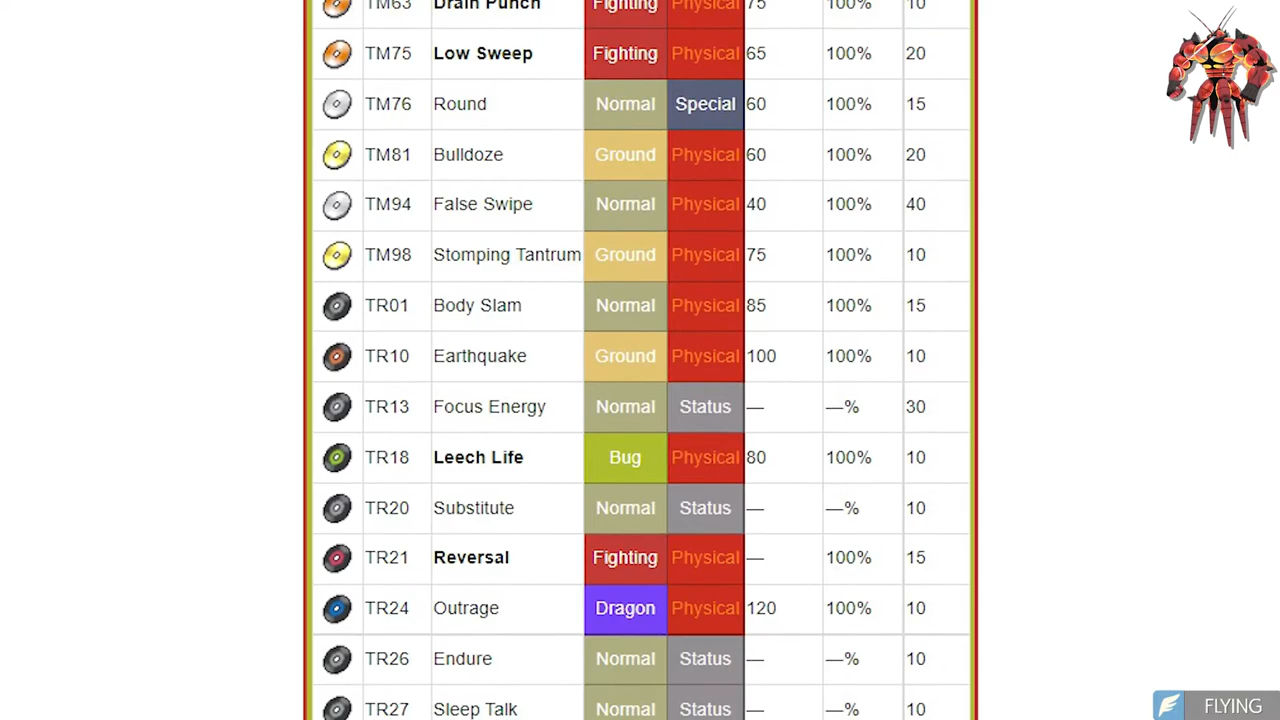 TM63 Drain Punch Fighting Physical 75 100% 10
TM75 Low Sweep Fighting Physical 65 100% 20
TM76 Round Normal Special 60 100% 15
TM81 Bulldoze Ground Physical 60 100% 20
TM94 False Swipe Normal Physical 40 100% 40
TM98 Stomping Tantrum Ground Physical 75 100% 10
TR01 Body Slam Normal Physical 85 100% 15
TR10 Earthquake Ground Physical 100 100% 10
TR13 Focus Energy Normal Status — —% 30
TR18 Leech Life Bug Physical 80 100% 10
TR20 Substitute Normal Status — —% 10
TR21 Reversal Fighting Physical — 100% 15
TR24 Outrage Dragon Physical 120 100% 10
TR26 Endure Normal Status — —% 10
TR27 Sleep Talk Normal Status — —% 10
FLYING